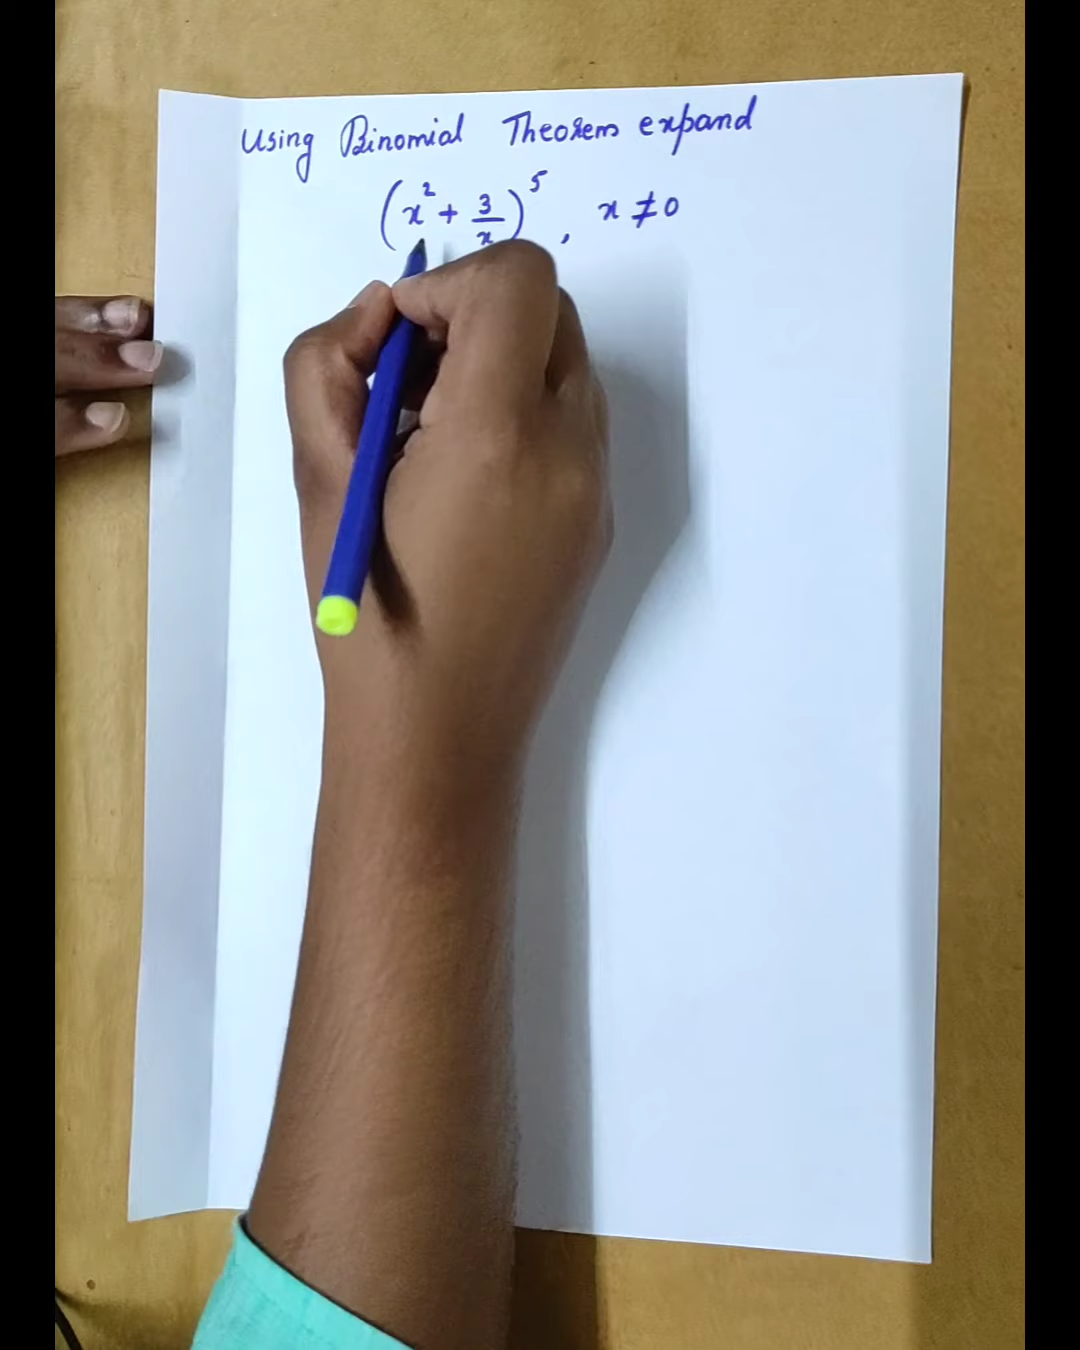 Using Binomial Theorem expand
(x² + 3/x)⁵, x ≠ 0